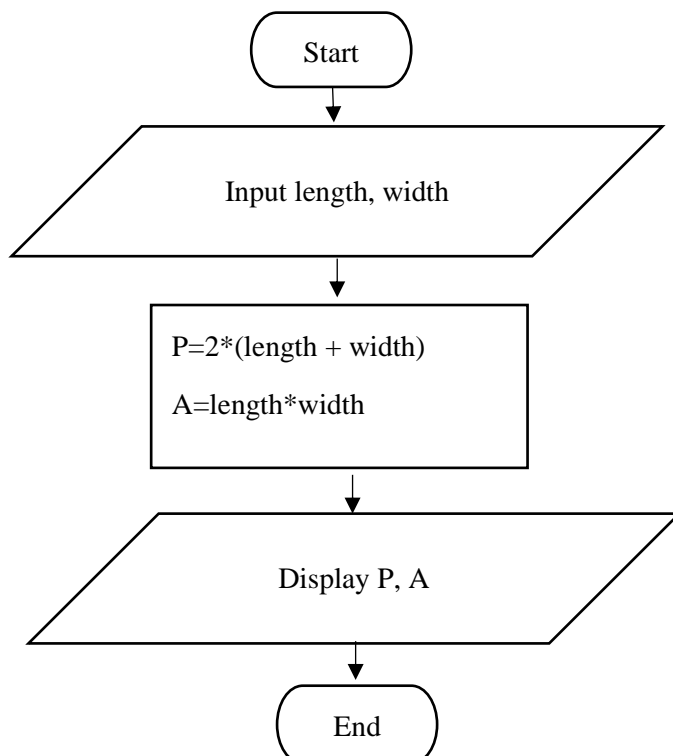 Start
Input length, width
P=2*(length + width)
A=length*width
Display P, A
End